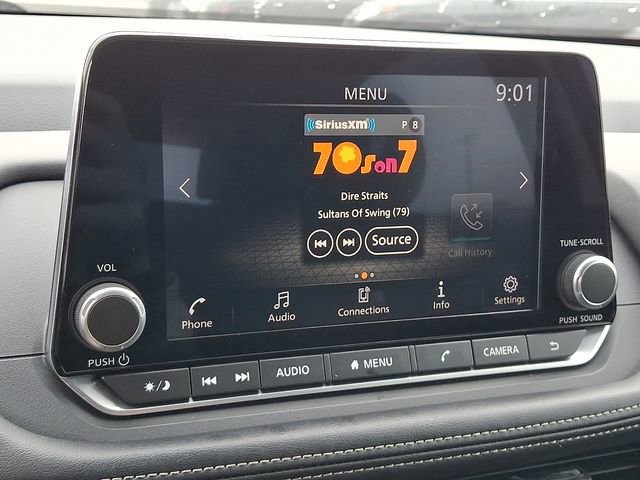 MENU
9:01
SiriusXM
P 8
70s on 7
Dire Straits
Sultans Of Swing (79)
Source
Call History
Phone
Audio
Connections
Info
Settings
VOL
PUSH
TUNE·SCROLL
PUSH SOUND
AUDIO
MENU
CAMERA